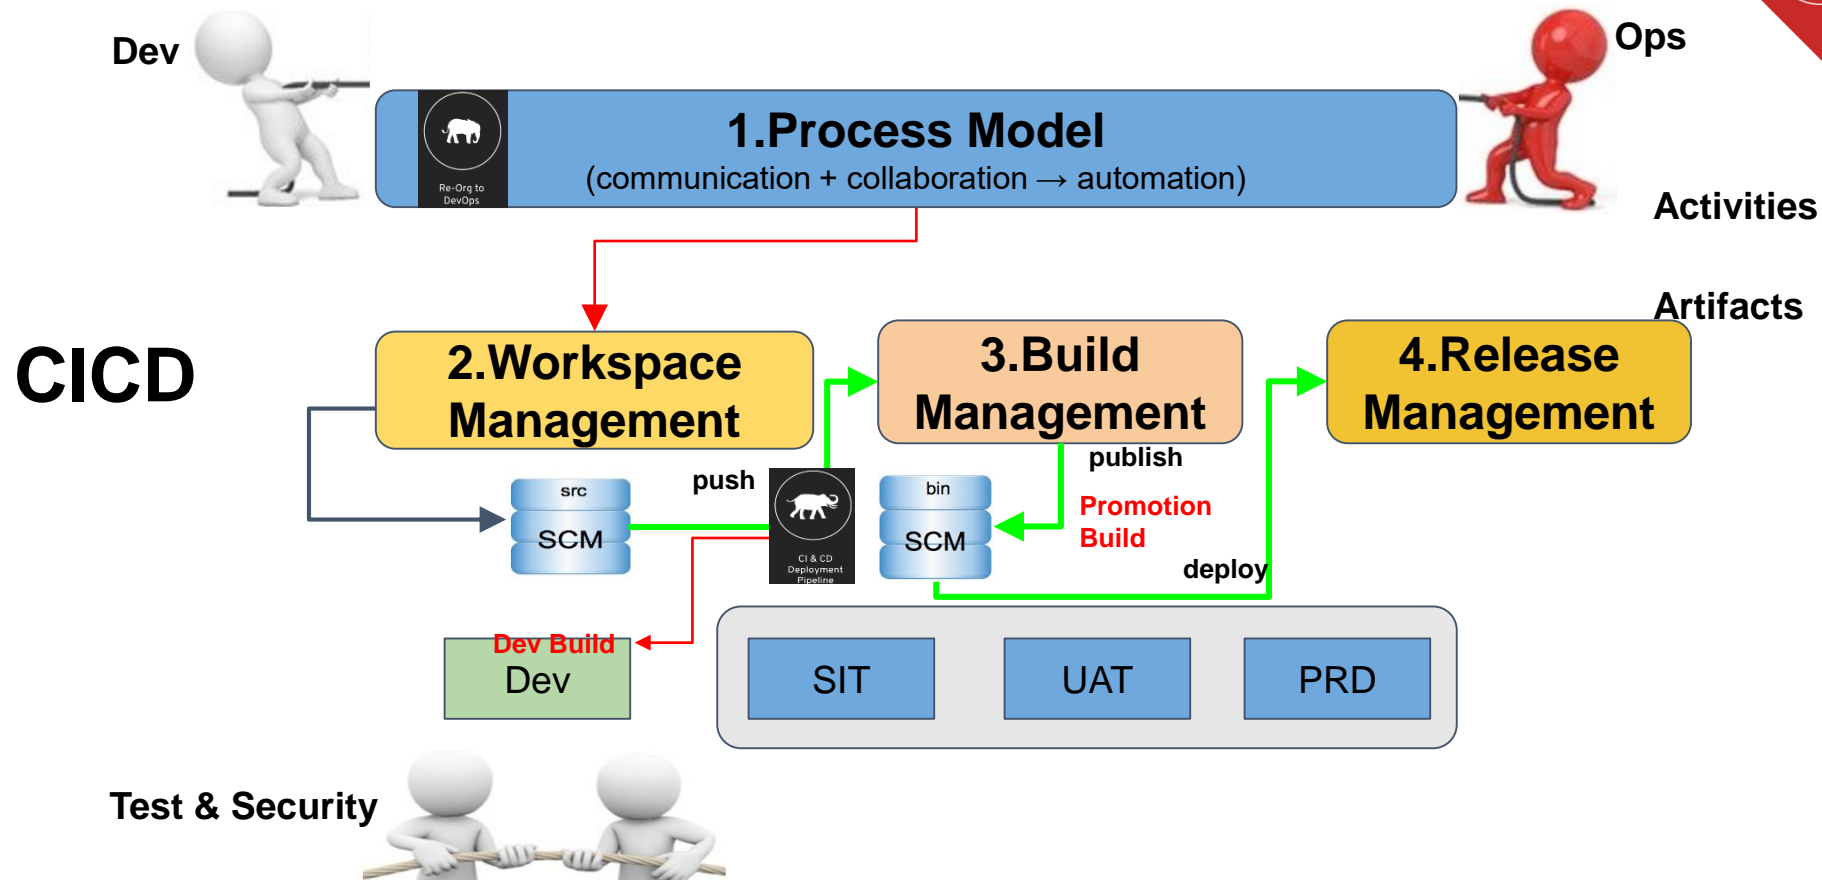 Dev
Ops
1.Process Model
(communication + collaboration → automation)
Re-Org to
DevOps
Activities
Artifacts
CICD
2.Workspace
Management
3.Build
Management
4.Release
Management
push
publish
src
SCM
CI & CD
Deployment
Pipeline
bin
SCM
Promotion
Build
deploy
Dev Build
Dev
SIT
UAT
PRD
Test & Security